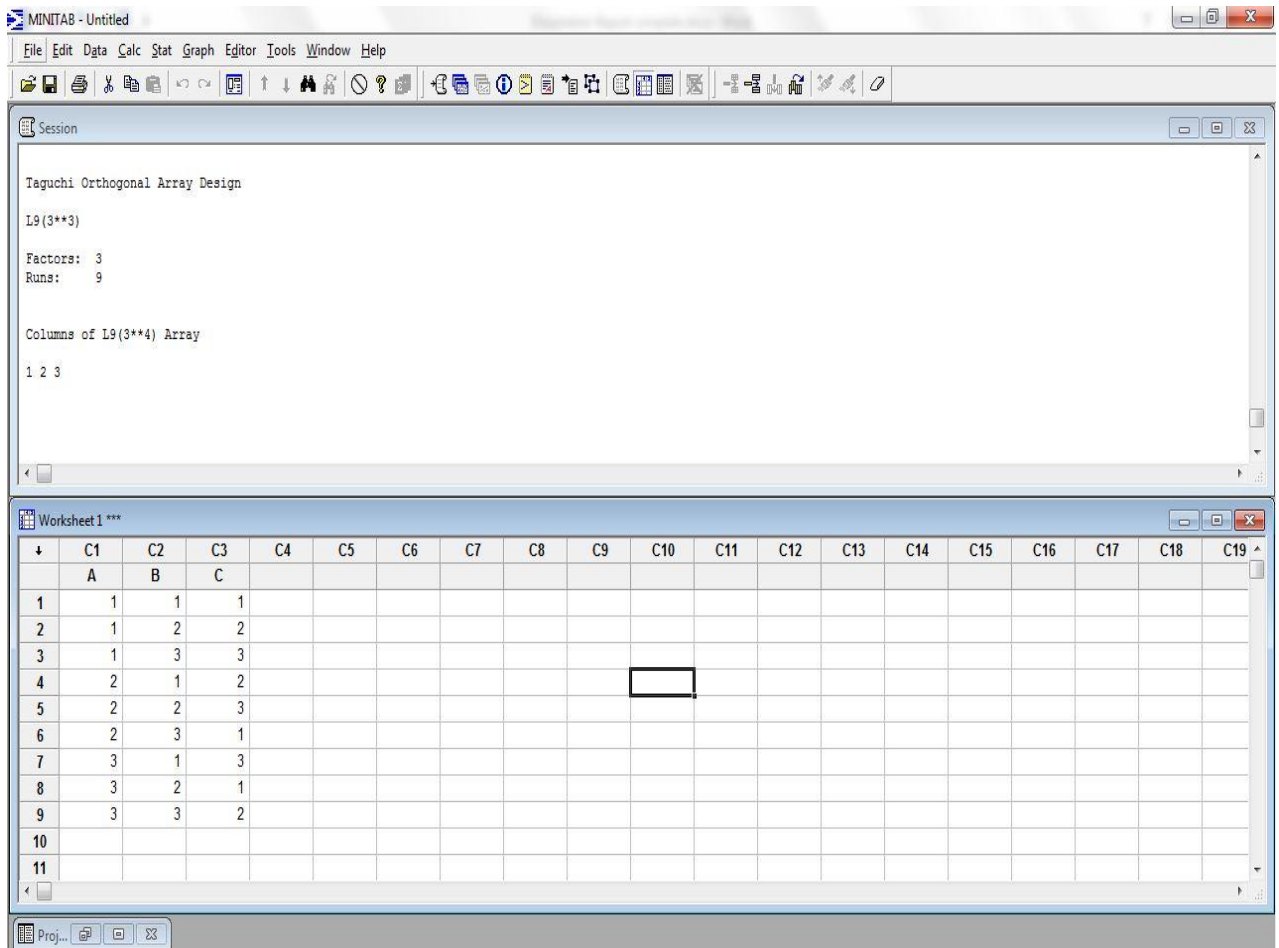 MINITAB - Untitled
File Edit Data Calc Stat Graph Editor Tools Window Help
Session
Taguchi Orthogonal Array Design
L9(3**3)
Factors: 3
Runs: 9
Columns of L9(3**4) Array
1 2 3
Worksheet 1 ***
C1 C2 C3 C4 C5 C6 C7 C8 C9 C10 C11 C12 C13 C14 C15 C16 C17 C18 C19
A B C
1 1 1 1
2 1 2 2
3 1 3 3
4 2 1 2
5 2 2 3
6 2 3 1
7 3 1 3
8 3 2 1
9 3 3 2
10
11
Proj...